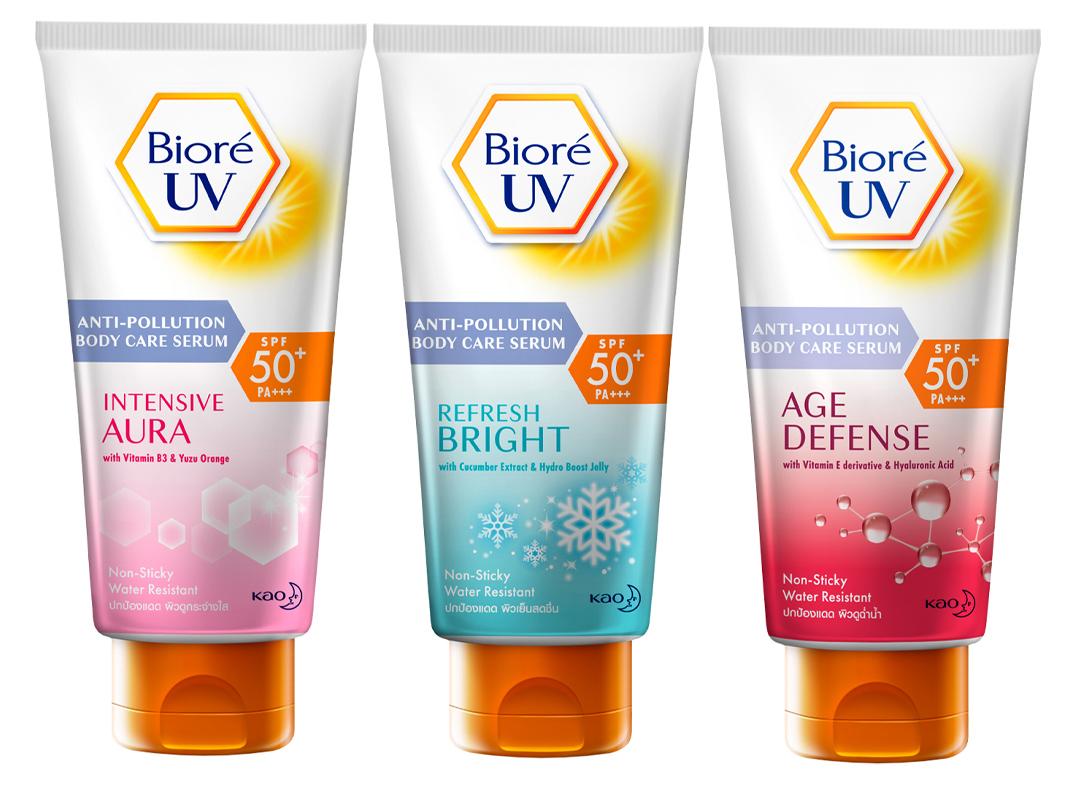 Bioré
UV
ANTI-POLLUTION
BODY CARE SERUM
SPF
50+
PA+++
INTENSIVE
AURA
with Vitamin B3 & Yuzu Orange
Non-Sticky
Water Resistant
ปกป้องแดด ผิวดูกระจ่างใส
Kao
Bioré
UV
ANTI-POLLUTION
BODY CARE SERUM
SPF
50+
PA+++
REFRESH
BRIGHT
with Cucumber Extract & Hydro Boost Jelly
Non-Sticky
Water Resistant
ปกป้องแดด ผิวเย็นสดชื่น
Kao
Bioré
UV
ANTI-POLLUTION
BODY CARE SERUM
SPF
50+
PA+++
AGE
DEFENSE
with Vitamin E derivative & Hyaluronic Acid
Non-Sticky
Water Resistant
ปกป้องแดด ผิวดูฉ่ำน้ำ
Kao